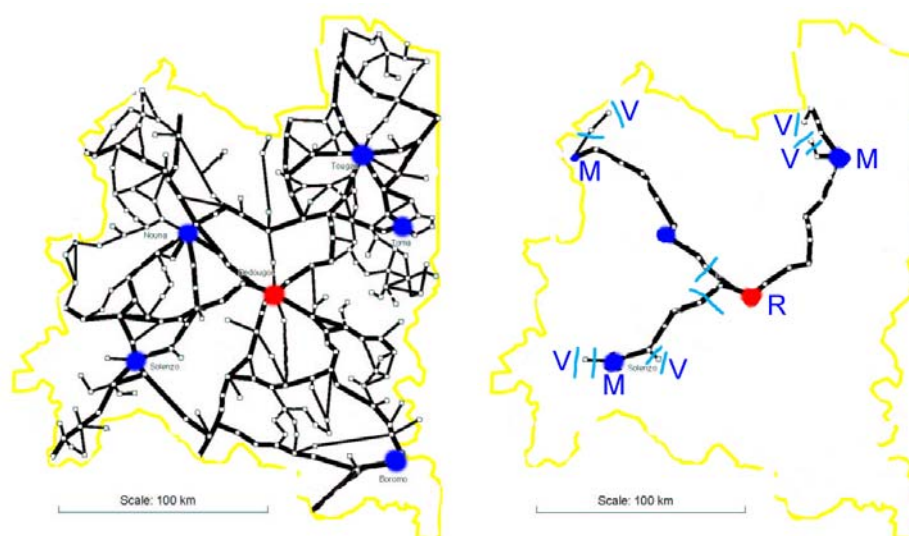 Tougan
Toma
Nouna
Dedougou
Solenzo
Boromo
Scale: 100 km
V
M
V
V
M
R
V
M
Solenzo
V
Scale: 100 km